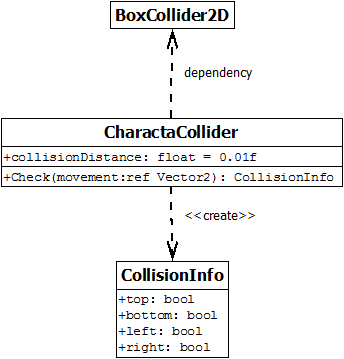 BoxCollider2D
dependency
CharactaCollider
+collisionDistance: float = 0.01f
+Check(movement:ref Vector2): CollisionInfo
<<create>>
CollisionInfo
+top: bool
+bottom: bool
+left: bool
+right: bool